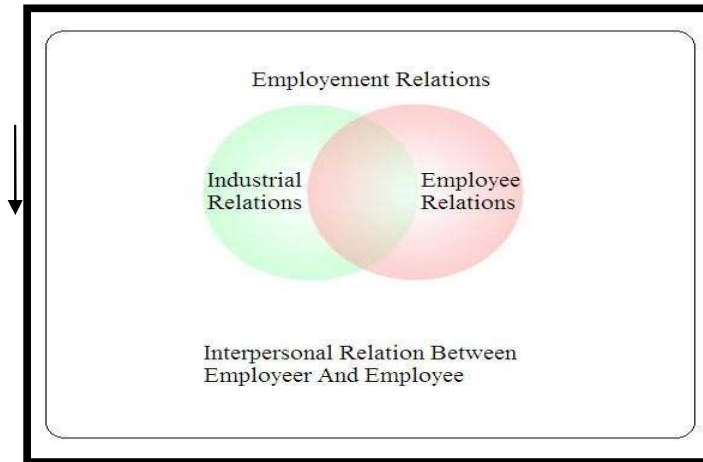 Employement Relations
Industrial
Relations
Employee
Relations
Interpersonal Relation Between
Employeer And Employee